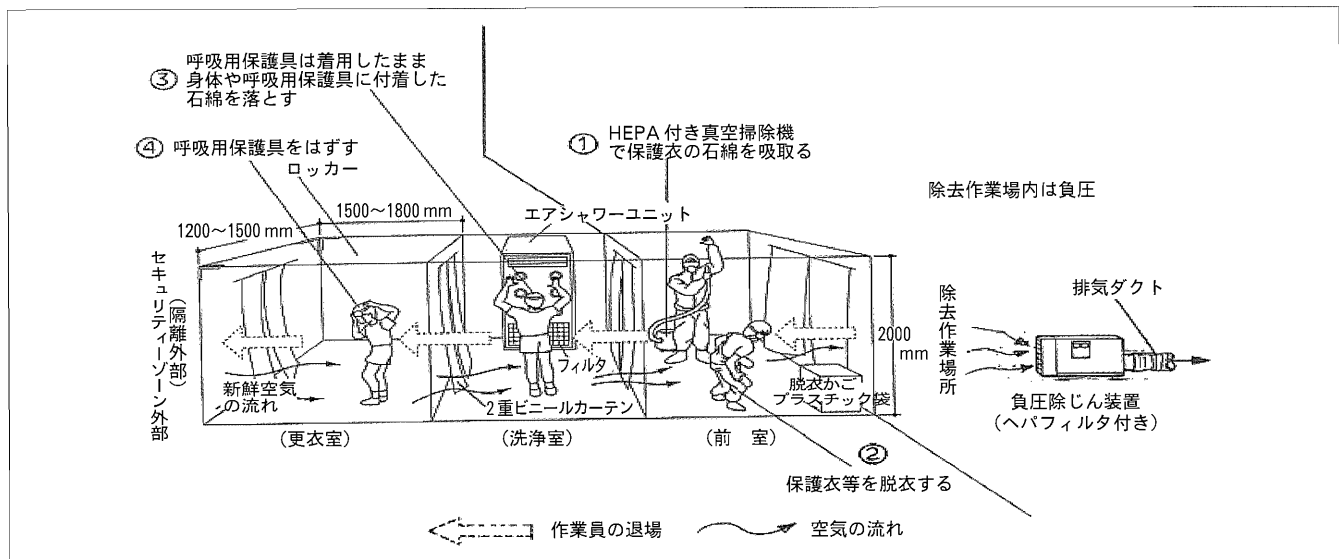 ③ 呼吸用保護具は着用したまま
身体や呼吸用保護具に付着した
石綿を落とす
④ 呼吸用保護具をはずす
ロッカー
① HEPA 付き真空掃除機
で保護衣の石綿を吸取る
除去作業場内は負圧
1500〜1800 mm
1200〜1500 mm
エアシャワーユニット
セキュリティーゾーン外部
(隔離外部)
2000
mm
除去作業場所
排気ダクト
新鮮空気
の流れ
フィルタ
2重ビニールカーテン
脱衣かご
プラスチック袋
負圧除じん装置
(ヘパフィルタ付き)
(更衣室)
(洗浄室)
(前 室)
②
保護衣等を脱衣する
作業員の退場
空気の流れ